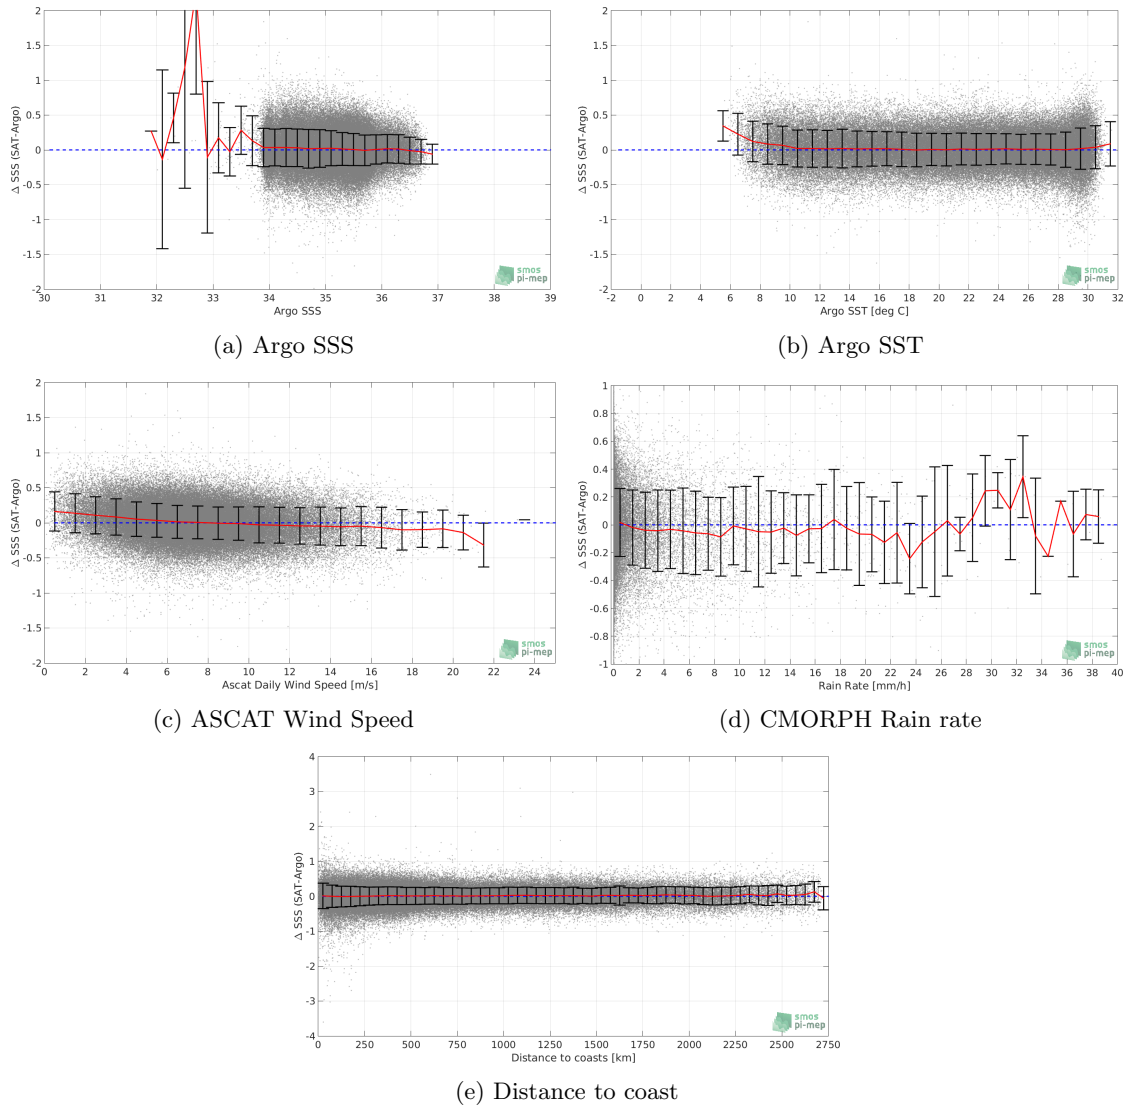 2
1.5
1
0.5
0
-0.5
-1
-1.5
-2
Δ SSS (SAT-Argo)
30 31 32 33 34 35 36 37 38 39
Argo SSS
smos
pi-mep
(a) Argo SSS
2
1.5
1
0.5
0
-0.5
-1
-1.5
-2
Δ SSS (SAT-Argo)
-2 0 2 4 6 8 10 12 14 16 18 20 22 24 26 28 30 32
Argo SST [deg C]
smos
pi-mep
(b) Argo SST
2
1.5
1
0.5
0
-0.5
-1
-1.5
-2
Δ SSS (SAT-Argo)
0 2 4 6 8 10 12 14 16 18 20 22 24
Ascat Daily Wind Speed [m/s]
smos
pi-mep
(c) ASCAT Wind Speed
1
0.8
0.6
0.4
0.2
0
-0.2
-0.4
-0.6
-0.8
-1
Δ SSS (SAT-Argo)
0 2 4 6 8 10 12 14 16 18 20 22 24 26 28 30 32 34 36 38 40
Rain Rate [mm/h]
smos
pi-mep
(d) CMORPH Rain rate
4
3
2
1
0
-1
-2
-3
-4
Δ SSS (SAT-Argo)
0 250 500 750 1000 1250 1500 1750 2000 2250 2500 2750
Distance to coasts [km]
smos
pi-mep
(e) Distance to coast